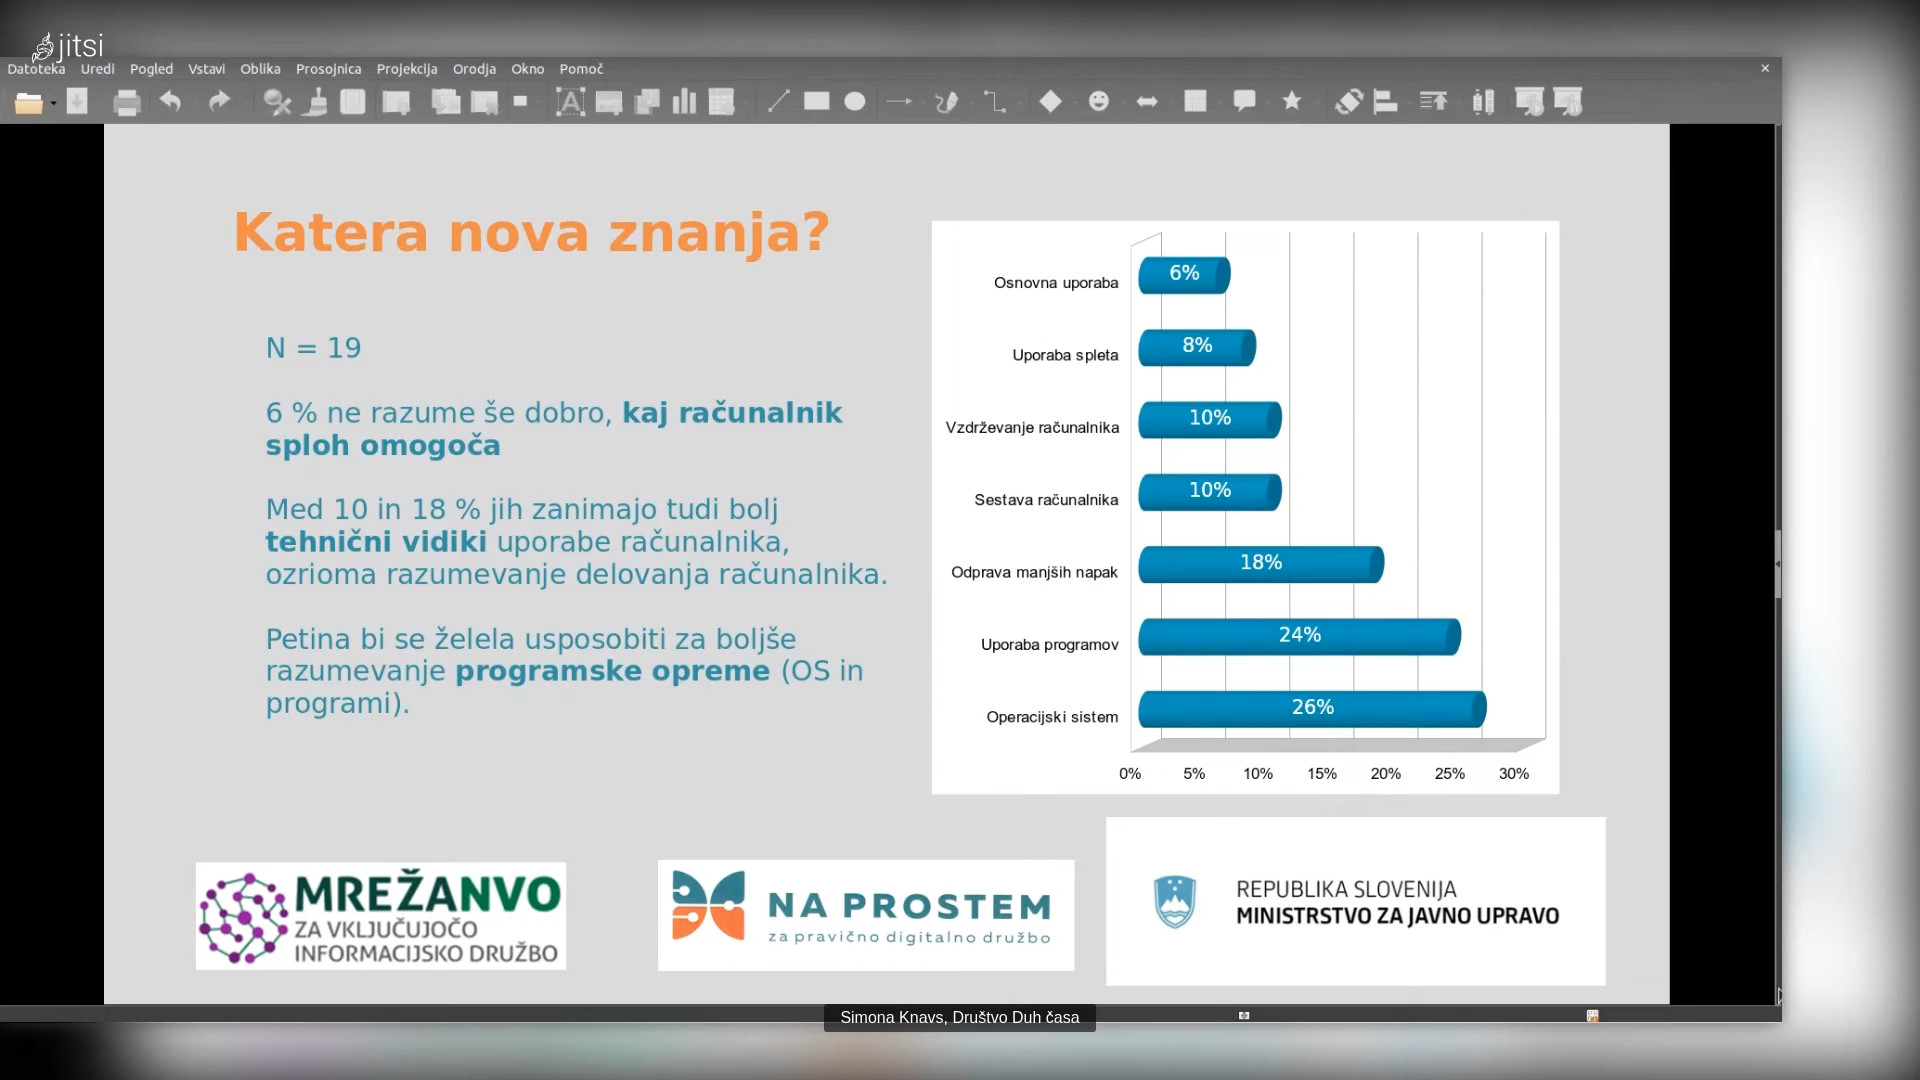 jitsi
Datoteka Uredi Pogled Vstavi Oblika Prosojnica Projekcija Orodja Okno Pomoč
Katera nova znanja?
N = 19
6 % ne razume še dobro, kaj računalnik
sploh omogoča
Med 10 in 18 % jih zanimajo tudi bolj
tehnični vidiki uporabe računalnika,
ozrioma razumevanje delovanja računalnika.
Petina bi se želela usposobiti za boljše
razumevanje programske opreme (OS in
programi).
Osnovna uporaba 6%
Uporaba spleta 8%
Vzdrževanje računalnika 10%
Sestava računalnika 10%
Odprava manjših napak 18%
Uporaba programov 24%
Operacijski sistem 26%
0% 5% 10% 15% 20% 25% 30%
MREŽANVO
ZA VKLJUČUJOČO
INFORMACIJSKO DRUŽBO
NA PROSTEM
za pravično digitalno družbo
REPUBLIKA SLOVENIJA
MINISTRSTVO ZA JAVNO UPRAVO
Simona Knavs, Društvo Duh časa